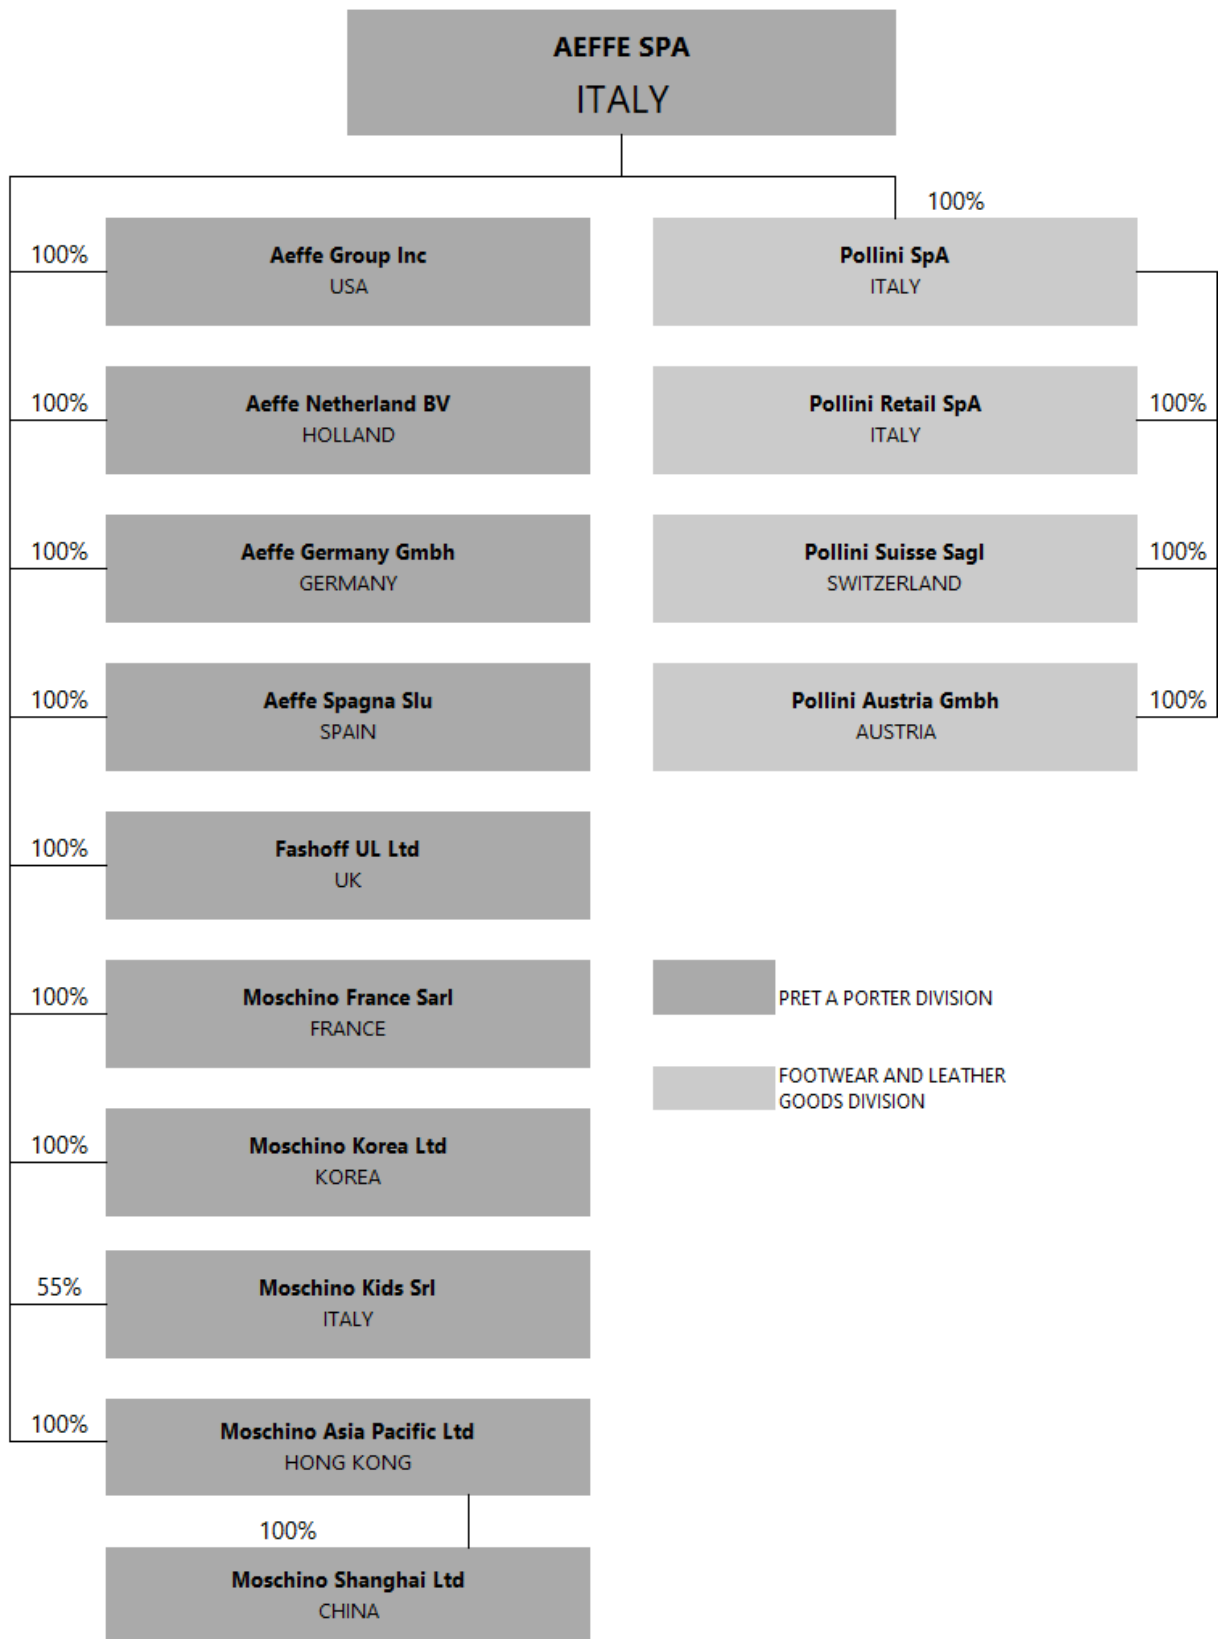 AEFFE SPA
ITALY
100%
100%
Aeffe Group Inc
USA
Pollini SpA
ITALY
100%
Aeffe Netherland BV
HOLLAND
Pollini Retail SpA
ITALY
100%
100%
Aeffe Germany Gmbh
GERMANY
Pollini Suisse Sagl
SWITZERLAND
100%
100%
Aeffe Spagna Slu
SPAIN
Pollini Austria Gmbh
AUSTRIA
100%
100%
Fashoff UL Ltd
UK
100%
Moschino France Sarl
FRANCE
PRET A PORTER DIVISION
FOOTWEAR AND LEATHER
GOODS DIVISION
100%
Moschino Korea Ltd
KOREA
55%
Moschino Kids Srl
ITALY
100%
Moschino Asia Pacific Ltd
HONG KONG
100%
Moschino Shanghai Ltd
CHINA